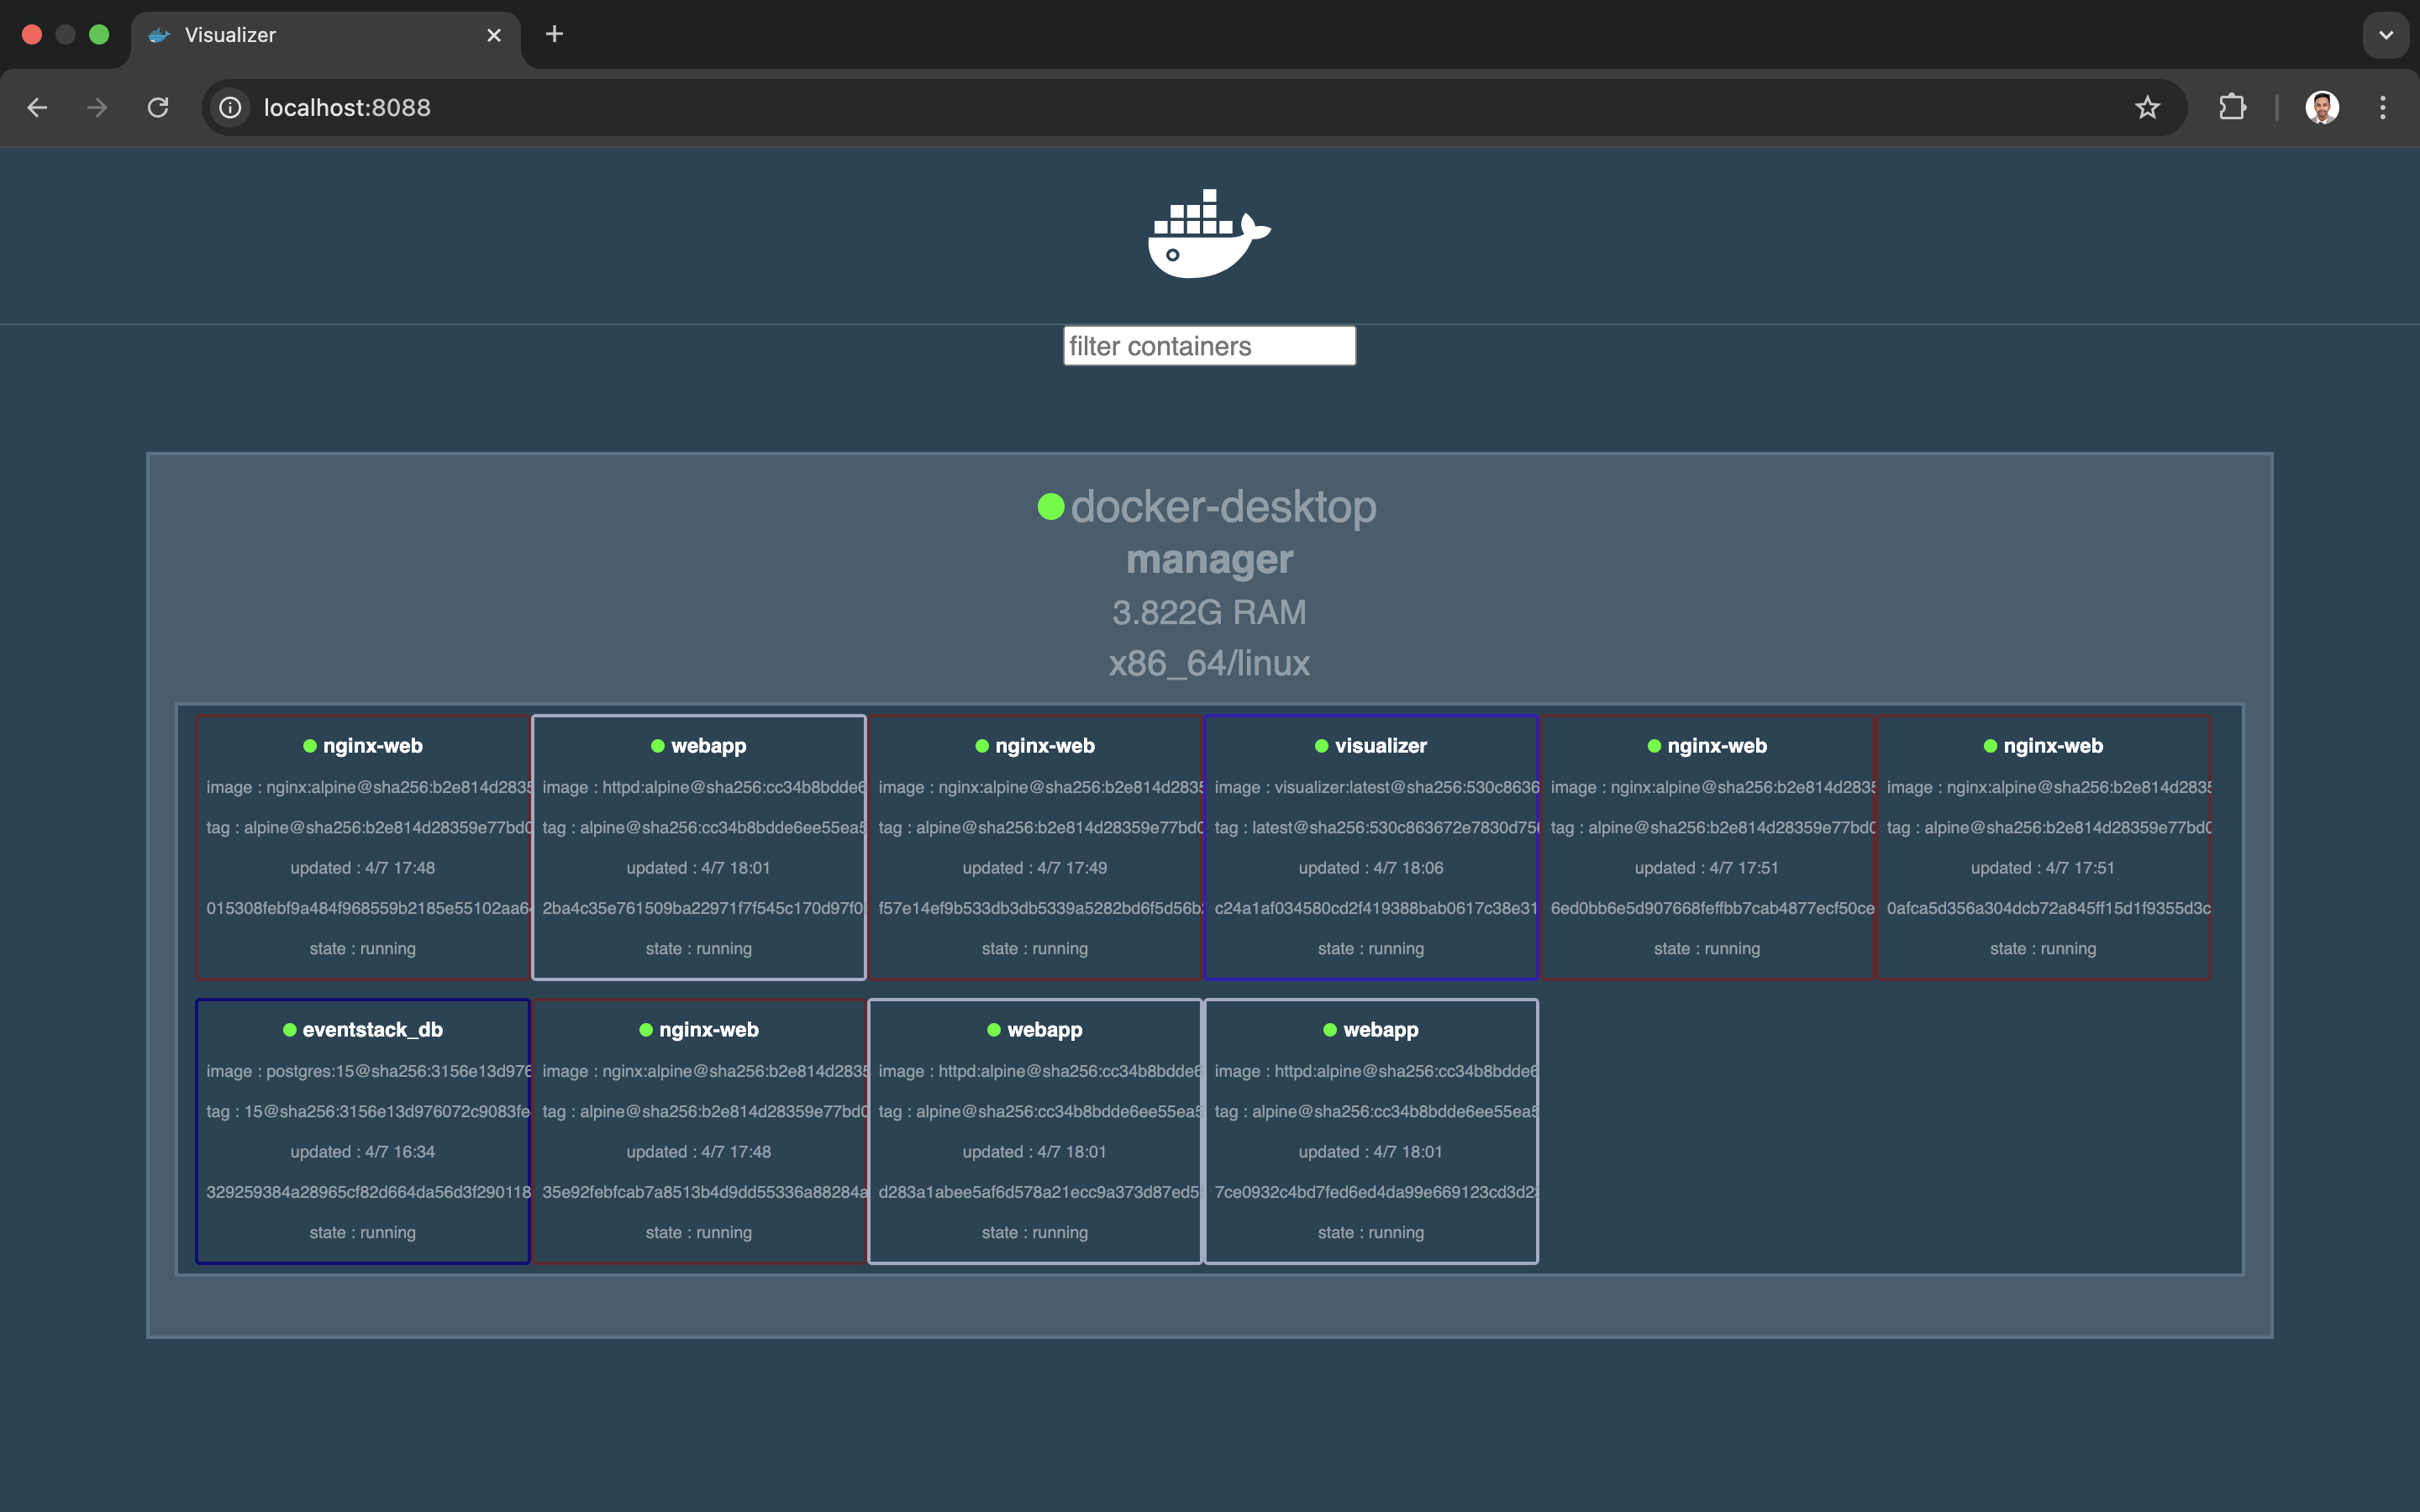 Visualizer
localhost:8088
filter containers
docker-desktop
manager
3.822G RAM
x86_64/linux
nginx-web
image : nginx:alpine@sha256:b2e814d2835
tag : alpine@sha256:b2e814d28359e77bd0
updated : 4/7 17:48
015308febf9a484f968559b2185e55102aa6
state : running
webapp
image : httpd:alpine@sha256:cc34b8bdde6
tag : alpine@sha256:cc34b8bdde6ee55ea5
updated : 4/7 18:01
2ba4c35e761509ba22971f7f545c170d97f0
state : running
nginx-web
image : nginx:alpine@sha256:b2e814d2835
tag : alpine@sha256:b2e814d28359e77bd0
updated : 4/7 17:49
f57e14ef9b533db3db5339a5282bd6f5d56b
state : running
visualizer
image : visualizer:latest@sha256:530c8636
tag : latest@sha256:530c863672e7830d750
updated : 4/7 18:06
c24a1af034580cd2f419388bab0617c38e31
state : running
nginx-web
image : nginx:alpine@sha256:b2e814d2835
tag : alpine@sha256:b2e814d28359e77bd0
updated : 4/7 17:51
6ed0bb6e5d907668feffbb7cab4877ecf50ce
state : running
nginx-web
image : nginx:alpine@sha256:b2e814d2835
tag : alpine@sha256:b2e814d28359e77bd0
updated : 4/7 17:51
0afca5d356a304dcb72a845ff15d1f9355d3c
state : running
eventstack_db
image : postgres:15@sha256:3156e13d976
tag : 15@sha256:3156e13d976072c9083fe
updated : 4/7 16:34
329259384a28965cf82d664da56d3f290118
state : running
nginx-web
image : nginx:alpine@sha256:b2e814d2835
tag : alpine@sha256:b2e814d28359e77bd0
updated : 4/7 17:48
35e92febfcab7a8513b4d9dd55336a88284a
state : running
webapp
image : httpd:alpine@sha256:cc34b8bdde6
tag : alpine@sha256:cc34b8bdde6ee55ea5
updated : 4/7 18:01
d283a1abee5af6d578a21ecc9a373d87ed5
state : running
webapp
image : httpd:alpine@sha256:cc34b8bdde6
tag : alpine@sha256:cc34b8bdde6ee55ea5
updated : 4/7 18:01
7ce0932c4bd7fed6ed4da99e669123cd3d2
state : running